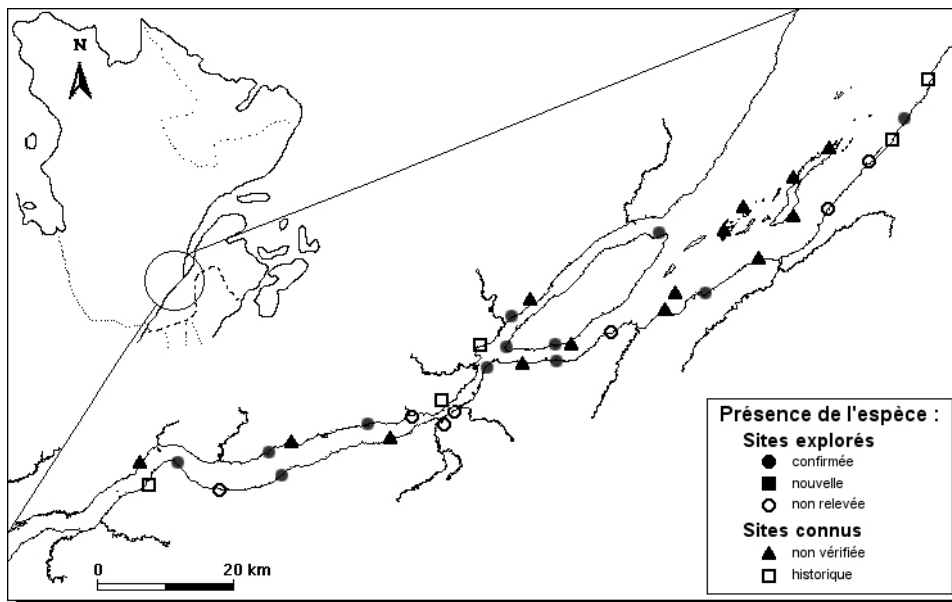 N
Présence de l'espèce :
Sites explorés
confirmée
nouvelle
non relevée
Sites connus
non vérifiée
historique
0 20 km